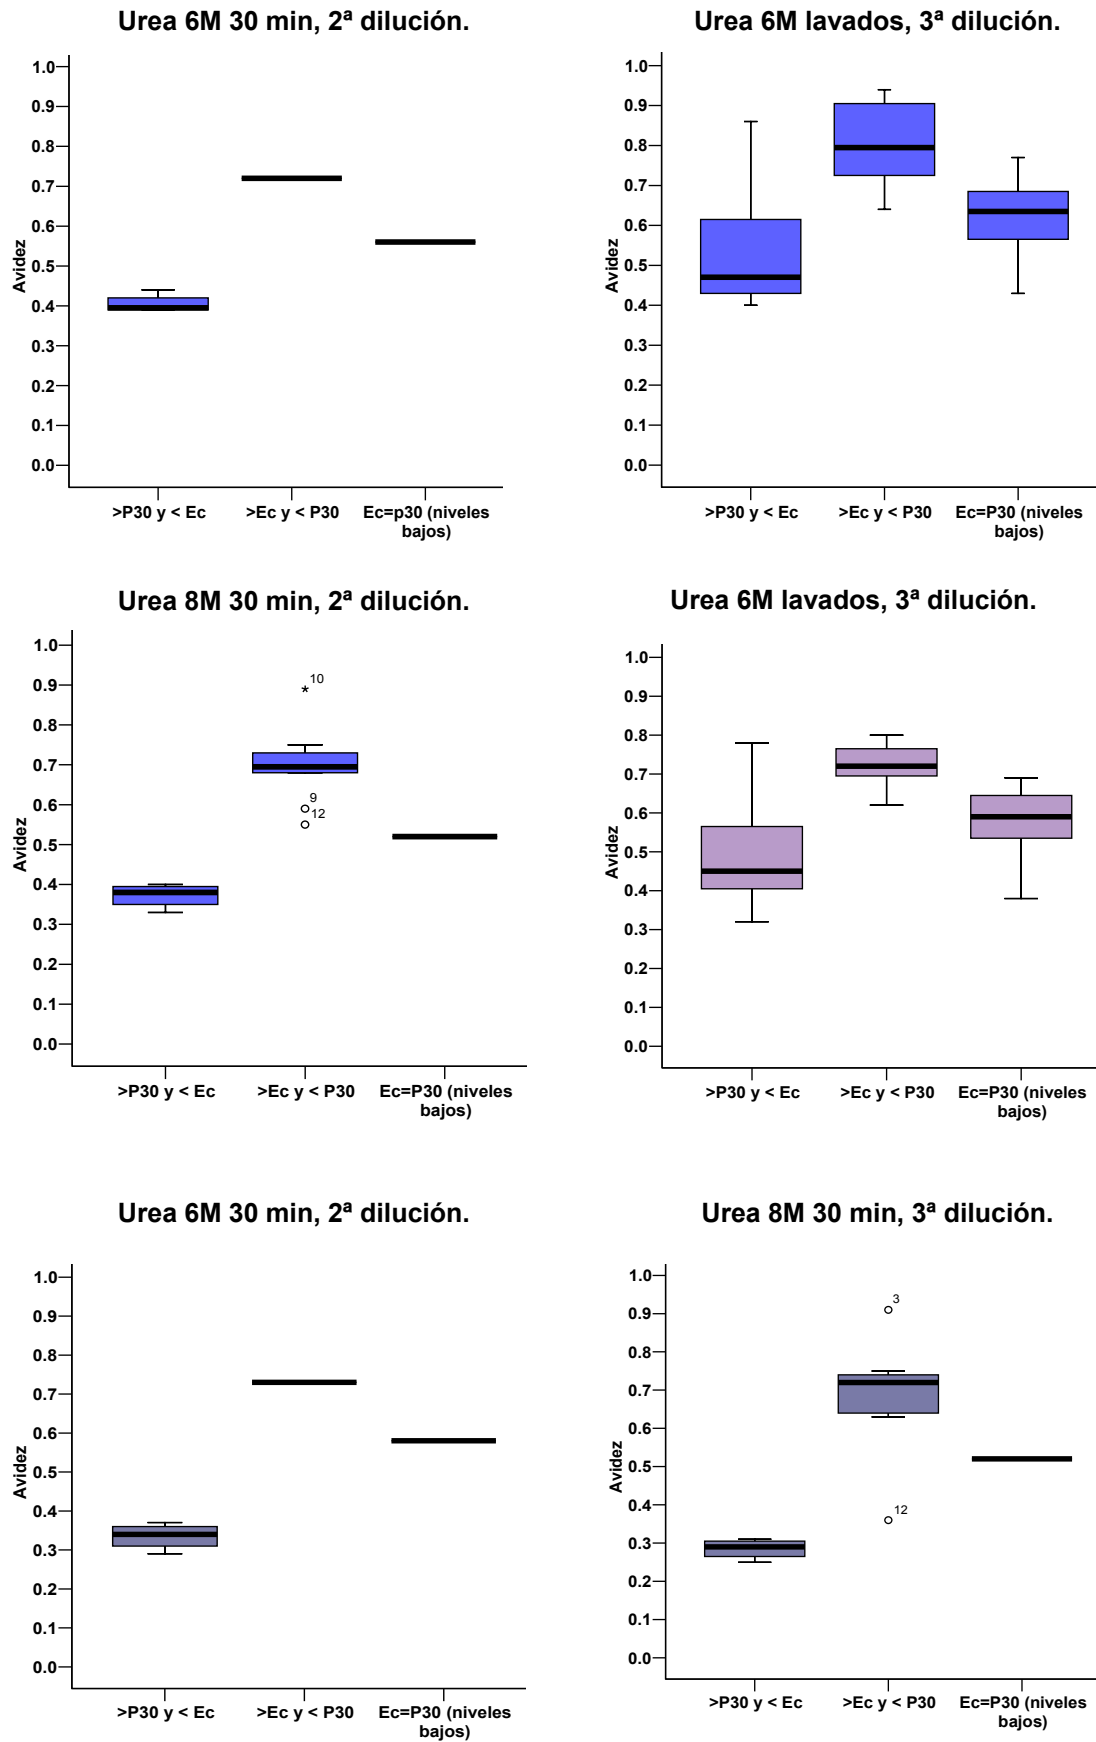 Urea 6M 30 min, 2ª dilución.
1.0
0.9
0.8
0.7
0.6
0.5
0.4
0.3
0.2
0.1
0.0
Avidez
>P30 y < Ec
>Ec y < P30
Ec=p30 (niveles
bajos)
Urea 6M lavados, 3ª dilución.
1.0
0.9
0.8
0.7
0.6
0.5
0.4
0.3
0.2
0.1
0.0
Avidez
>P30 y < Ec
>Ec y < P30
Ec=P30 (niveles
bajos)
Urea 8M 30 min, 2ª dilución.
1.0
0.9
0.8
0.7
0.6
0.5
0.4
0.3
0.2
0.1
0.0
Avidez
10
9
12
>P30 y < Ec
>Ec y < P30
Ec=P30 (niveles
bajos)
Urea 6M lavados, 3ª dilución.
1.0
0.9
0.8
0.7
0.6
0.5
0.4
0.3
0.2
0.1
0.0
Avidez
>P30 y < Ec
>Ec y < P30
Ec=P30 (niveles
bajos)
Urea 6M 30 min, 2ª dilución.
1.0
0.9
0.8
0.7
0.6
0.5
0.4
0.3
0.2
0.1
0.0
Avidez
>P30 y < Ec
>Ec y < P30
Ec=P30 (niveles
bajos)
Urea 8M 30 min, 3ª dilución.
1.0
0.9
0.8
0.7
0.6
0.5
0.4
0.3
0.2
0.1
0.0
Avidez
3
12
>P30 y < Ec
>Ec y < P30
Ec=P30 (niveles
bajos)